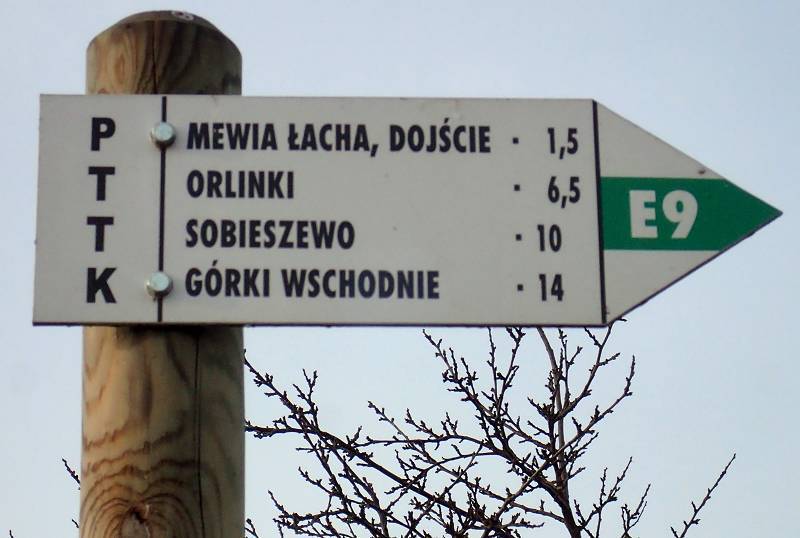 PTTK
MEWIA ŁACHA, DOJŚCIE · 1,5
ORLINKI · 6,5
SOBIESZEWO · 10
GÓRKI WSCHODNIE · 14
E9